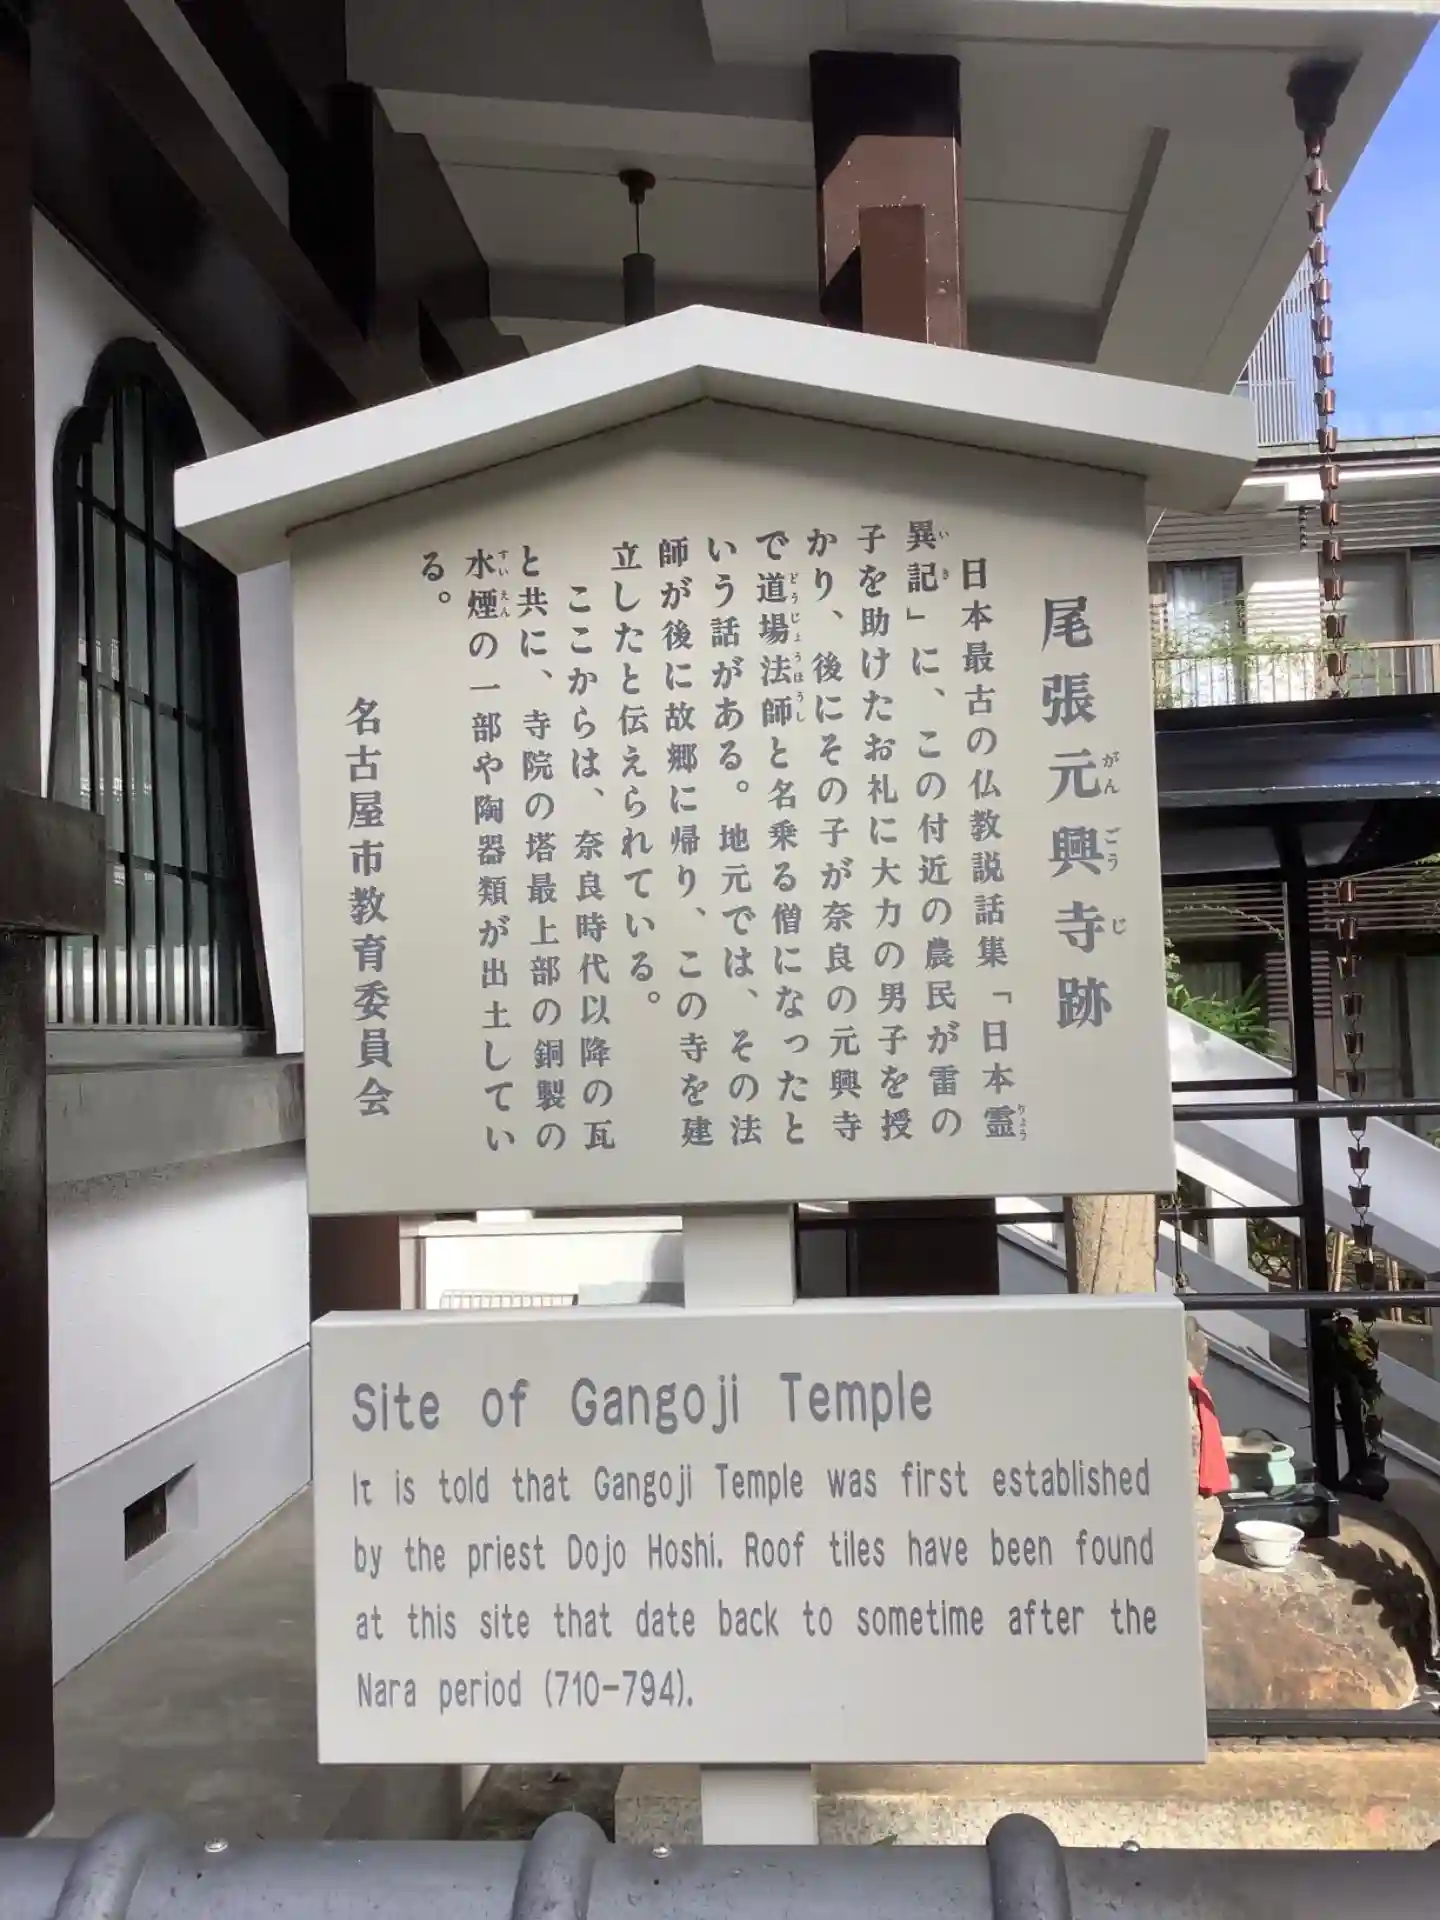 尾張元興寺跡
日本最古の仏教説話集「日本霊
異記」に、この付近の農民が雷の
子を助けたお礼に大力の男子を授
かり、後にその子が奈良の元興寺
で道場法師と名乗る僧になったと
いう話がある。地元では、その法
師が後に故郷に帰り、この寺を建
立したと伝えられている。
ここからは、奈良時代以降の瓦
と共に、寺院の塔最上部の銅製の
水煙の一部や陶器類が出土してい
る。
名古屋市教育委員会
Site of Gangoji Temple
It is told that Gangoji Temple was first established
by the priest Dojo Hoshi. Roof tiles have been found
at this site that date back to sometime after the
Nara period (710-794).